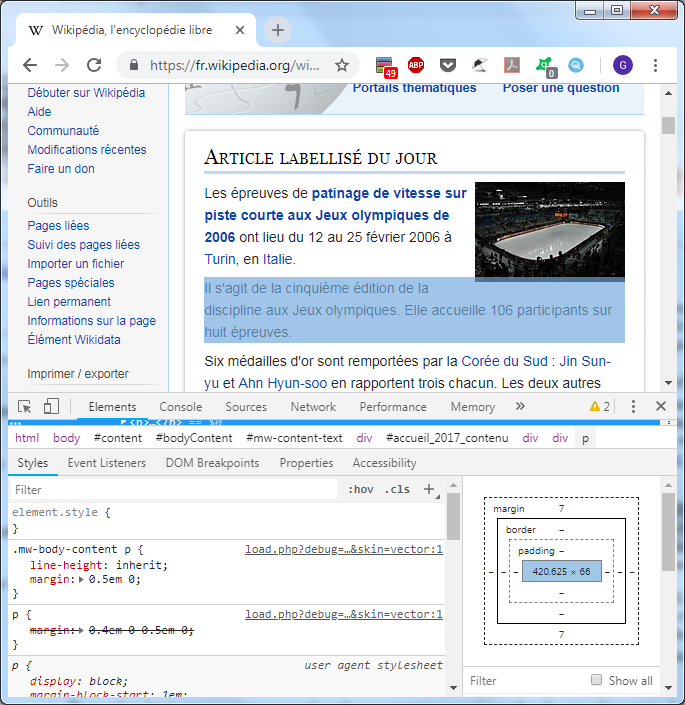 W Wikipédia, l'encyclopédie libre
https://fr.wikipedia.org/wi...
49
ABP
0
G
Débuter sur Wikipédia
Aide
Communauté
Modifications récentes
Faire un don
Outils
Pages liées
Suivi des pages liées
Importer un fichier
Pages spéciales
Lien permanent
Informations sur la page
Élément Wikidata
Imprimer / exporter
Portails thématiques Poser une question
Article labellisé du jour
Les épreuves de patinage de vitesse sur
piste courte aux Jeux olympiques de
2006 ont lieu du 12 au 25 février 2006 à
Turin, en Italie.
Il s'agit de la cinquième édition de la
discipline aux Jeux olympiques. Elle accueille 106 participants sur
huit épreuves.
Six médailles d'or sont remportées par la Corée du Sud : Jin Sun-
yu et Ahn Hyun-soo en rapportent trois chacun. Les deux autres
Elements Console Sources Network Performance Memory » 2
html body #content #bodyContent #mw-content-text div #accueil_2017_contenu div div p
Styles Event Listeners DOM Breakpoints Properties Accessibility
Filter :hov .cls +
element.style {
}
.mw-body-content p { load.php?debug=…&skin=vector:1
line-height: inherit;
margin: 0.5em 0;
}
p { load.php?debug=…&skin=vector:1
margin: 0.4em 0 0.5em 0;
}
p { user agent stylesheet
display: block;
margin-block-start: 1em;
margin 7
border –
padding –
– – – 420.625 × 66 – – –
–
–
7
Filter Show all